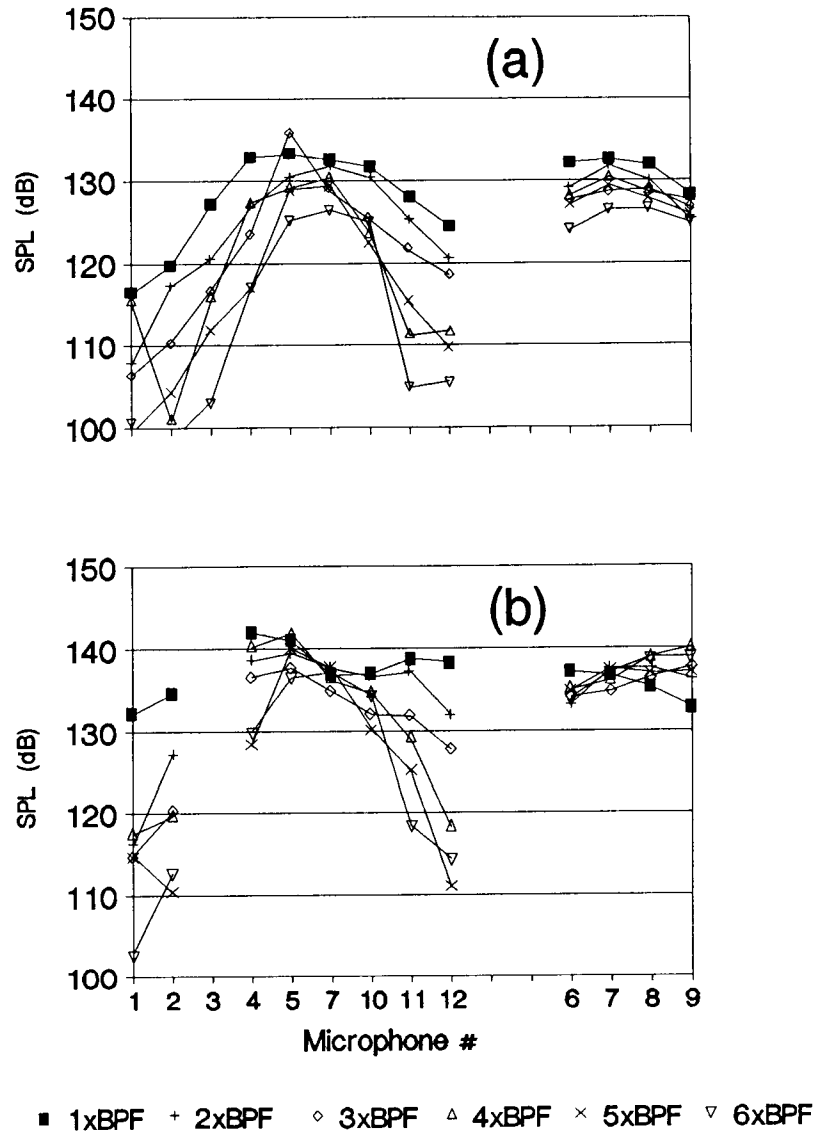 150
(a)
140
130
120
110
100
SPL (dB)
150
(b)
140
130
120
110
100
SPL (dB)
1 2 3 4 5 7 10 11 12 6 7 8 9
Microphone #
1xBPF 2xBPF 3xBPF 4xBPF 5xBPF 6xBPF